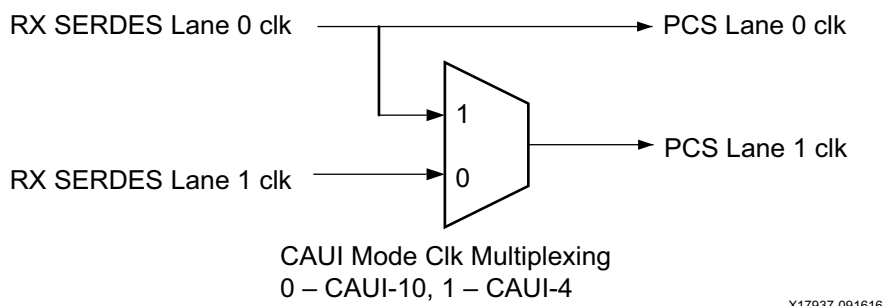 RX SERDES Lane 0 clk
PCS Lane 0 clk
1
PCS Lane 1 clk
RX SERDES Lane 1 clk
0
CAUI Mode Clk Multiplexing
0 – CAUI-10, 1 – CAUI-4
X17937-091616